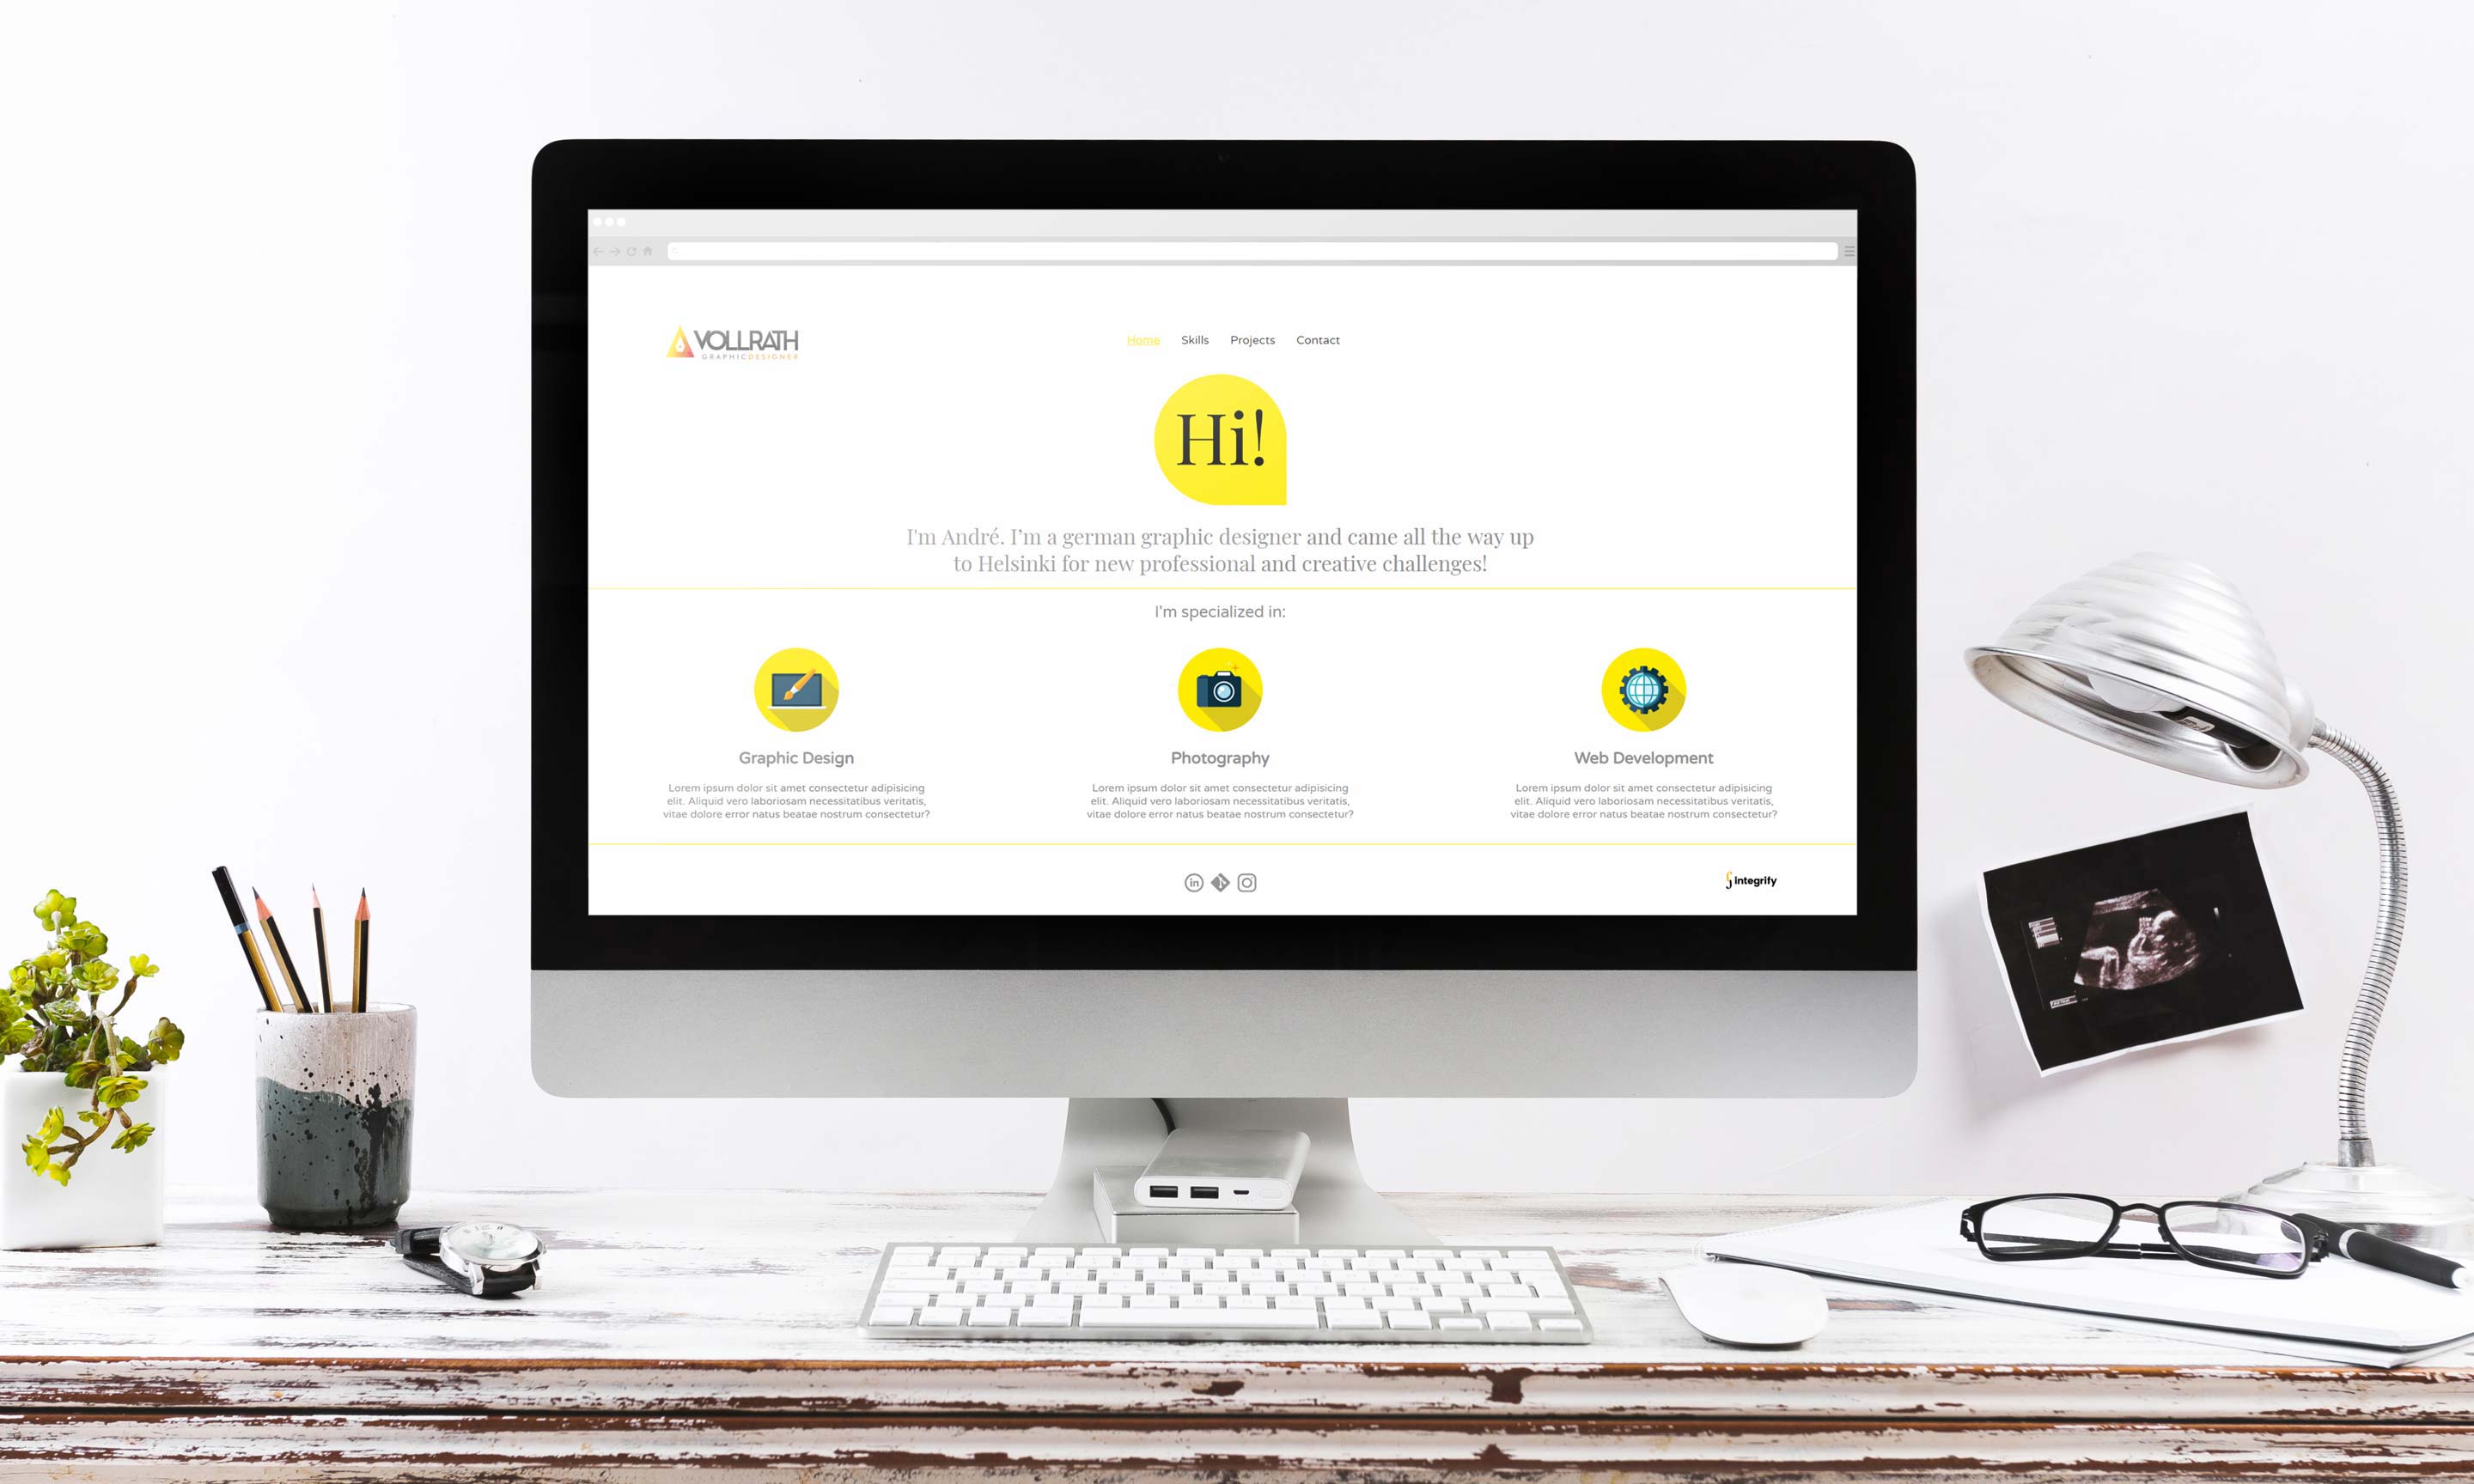 VOLLRATH
GRAPHICDESIGNER
Home Skills Projects Contact
Hi!
I'm André. I’m a german graphic designer and came all the way up
to Helsinki for new professional and creative challenges!
I'm specialized in:
Graphic Design
Lorem ipsum dolor sit amet consectetur adipisicing
elit. Aliquid vero laboriosam necessitatibus veritatis,
vitae dolore error natus beatae nostrum consectetur?
Photography
Lorem ipsum dolor sit amet consectetur adipisicing
elit. Aliquid vero laboriosam necessitatibus veritatis,
vitae dolore error natus beatae nostrum consectetur?
Web Development
Lorem ipsum dolor sit amet consectetur adipisicing
elit. Aliquid vero laboriosam necessitatibus veritatis,
vitae dolore error natus beatae nostrum consectetur?
in
integrify